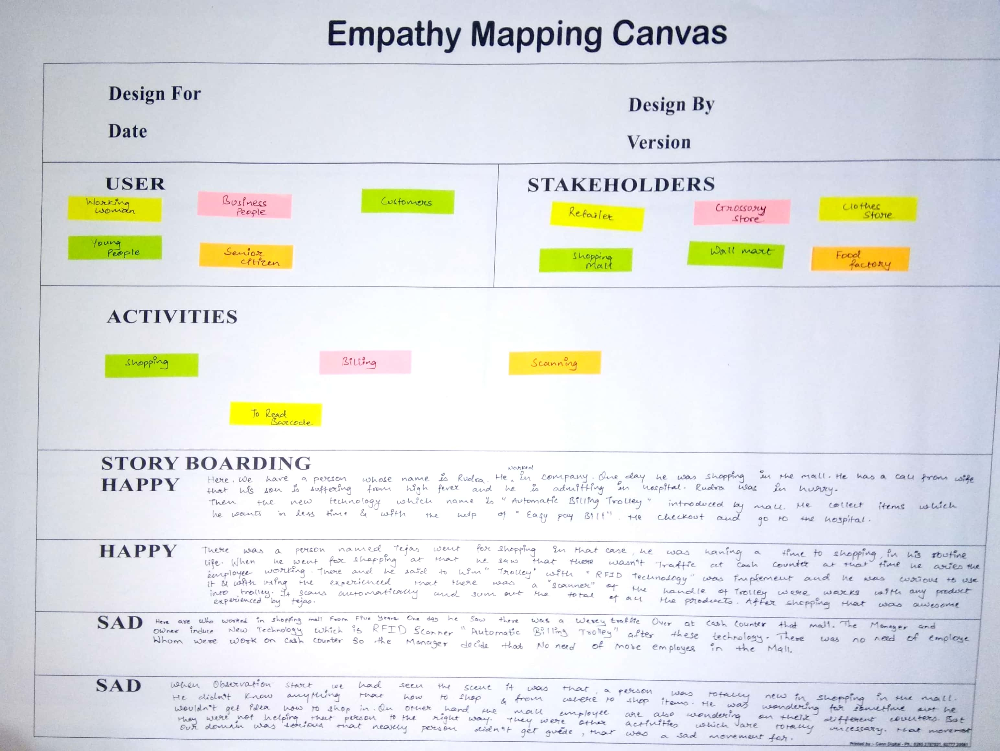 Empathy Mapping Canvas
Design For
Design By
Date
Version
USER
Working
woman
Business
People
Customers
Young
People
Senior
citizen
STAKEHOLDERS
Retailer
Grossory
Store
Clothes
Store
Shopping
Mall
Wall mart
Food
factory
ACTIVITIES
Shopping
Billing
Scanning
To Read
Barcode
STORY BOARDING
HAPPY
worked
Here. We have a person whose name is Rudra. He in company. One day he was shopping in the mall. He has a call from wife
that his son is suffering from high fever and he is admitting in hospital. Rudra was in hurry.
Then the new technology which name is "Automatic Billing Trolley" introduced by mall. He collect items which
he wants in less time & with the help of "Easy pay Bill". He checkout and go to the hospital.
HAPPY
There was a person named Tejas went for shopping In that case, he was haning a time to shopping, in his routine
life. When he went for shopping at that he saw that there wasn't Traffic at cash counter at that time he the
employee working. There and he said to him "Trolley" with "RFID Technology" was implement and he was curious to use
it & with using the experienced that there was a "scanner" of the handle of Trolley were works with any product
into trolley. It scans automatically and sum out the total of all the products. After shopping that was awesome
experienced by tejas.
SAD
Here are who worked in shopping mall From Five years. One day he saw there was a Werey traffic Over at cash counter that mall. The Manager and
owner induce New Technology which is RFID Scanner "Automatic Billing Trolley" after these technology. There was no need of employe
Whom were work on cash counter So the Manager decide that No need of more employes in the Mall.
SAD
when Observation start we had seen the scene it was that, a person was totally new in shopping in the mall.
He didn't know anything that how to shop & from where to shop items. He was wondering for sometime but he
wouldn't get idea how to shop in. On other hand the mall employee are also wondering on their different counters. But
they were not helping that person to the right way. They were other activities which are totally uncessary. that movement
our domain was serious that nearly person didn't get guide, that was a sad movement for.